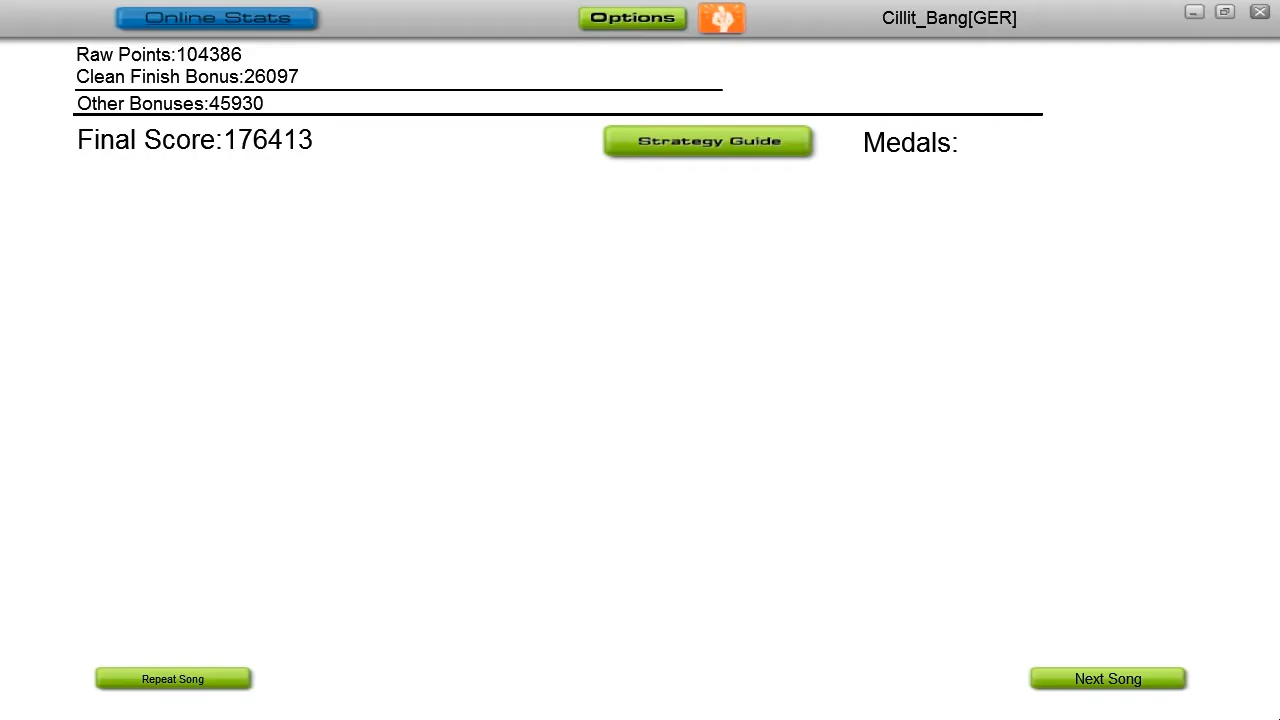 Online Stats
Options
Cillit_Bang[GER]
Raw Points:104386
Clean Finish Bonus:26097
Other Bonuses:45930
Final Score:176413
Strategy Guide
Medals:
Repeat Song
Next Song